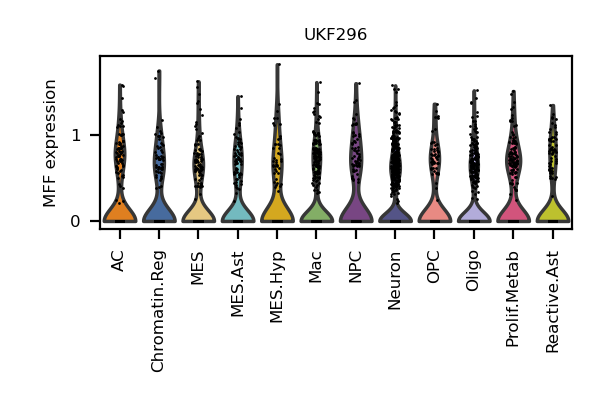 UKF296
MFF expression
1
0
AC
Chromatin.Reg
MES
MES.Ast
MES.Hyp
Mac
NPC
Neuron
OPC
Oligo
Prolif.Metab
Reactive.Ast